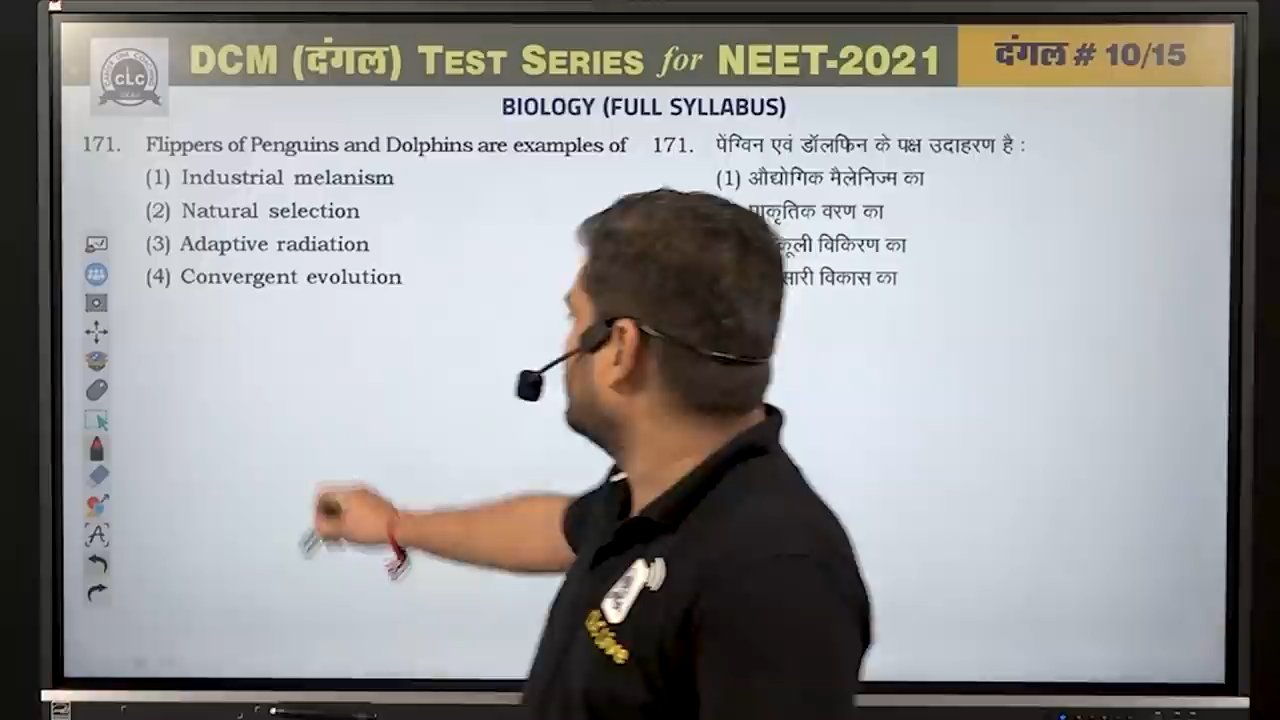 DCM (दंगल) TEST SERIES for NEET-2021
दंगल # 10/15
CLC
BIOLOGY (FULL SYLLABUS)
171. Flippers of Penguins and Dolphins are examples of
(1) Industrial melanism
(2) Natural selection
(3) Adaptive radiation
(4) Convergent evolution
171. पेंग्विन एवं डॉलफिन के पक्ष उदाहरण है :
(1) औद्योगिक मैलेनिज्म का
वरण का
विकिरण का
विकास का